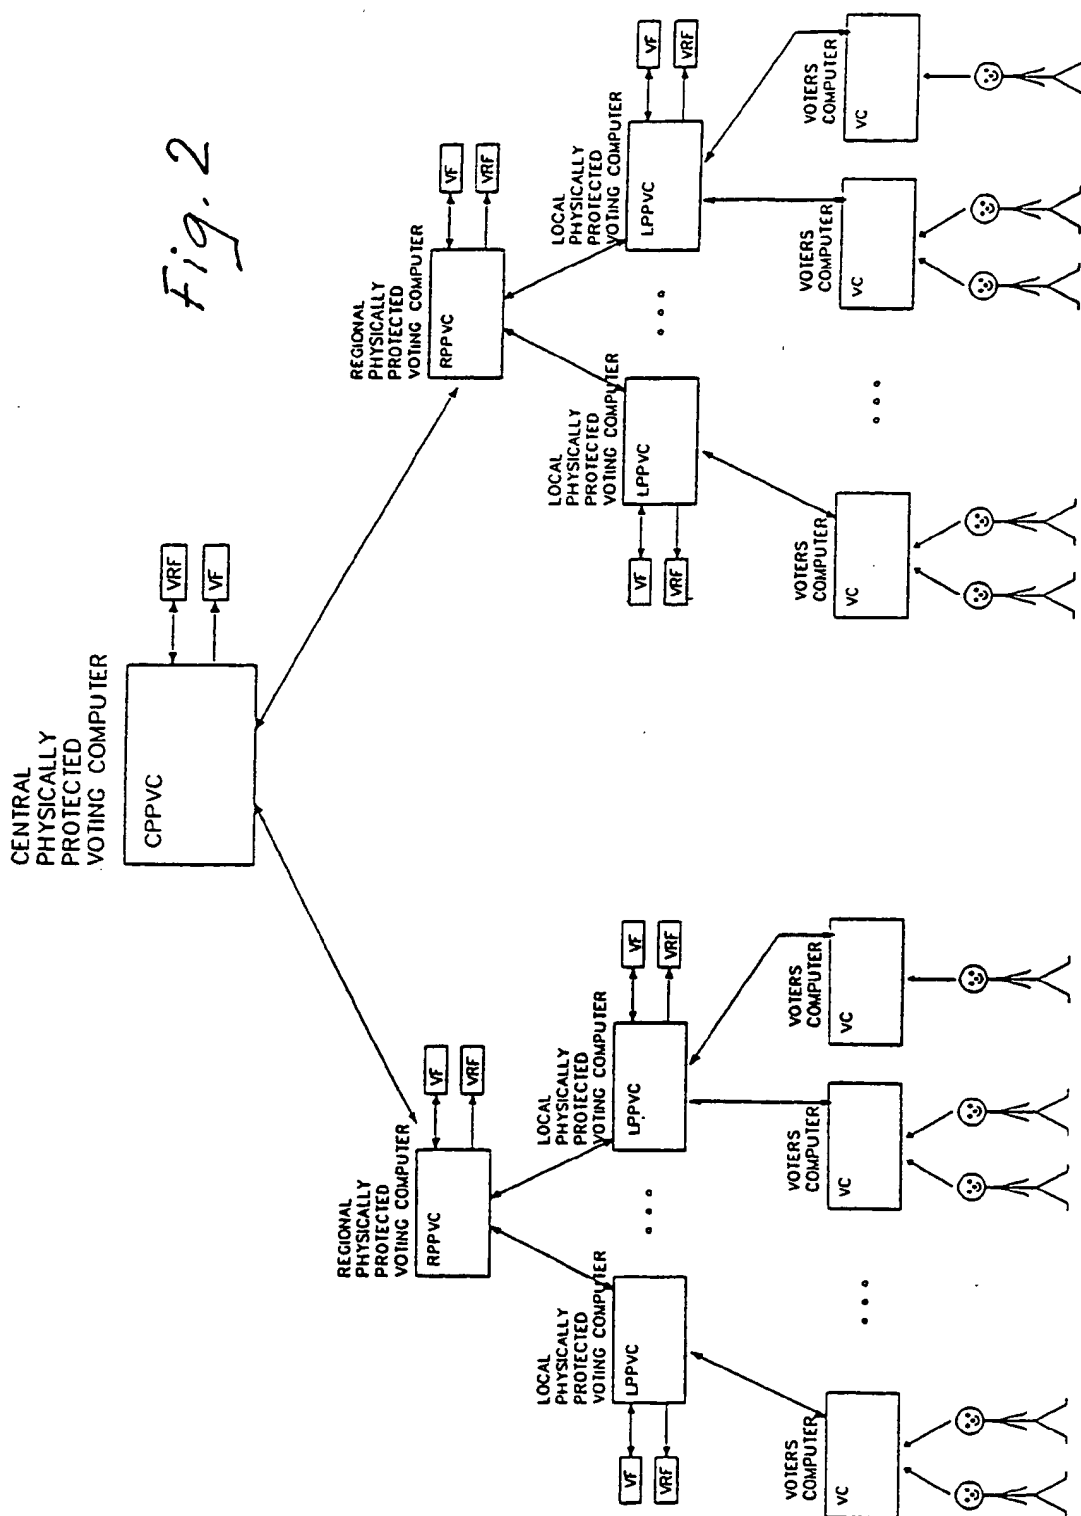 Fig. 2
CENTRAL
PHYSICALLY
PROTECTED
VOTING COMPUTER
CPPVC
VRF
VF
REGIONAL
PHYSICALLY
PROTECTED
VOTING COMPUTER
RPPVC
VF
VRF
REGIONAL
PHYSICALLY
PROTECTED
VOTING COMPUTER
RPPVC
VF
VRF
LOCAL
PHYSICALLY
PROTECTED
VOTING COMPUTER
LPPVC
VF
VRF
LOCAL
PHYSICALLY
PROTECTED
VOTING COMPUTER
LPPVC
VF
VRF
LOCAL
PHYSICALLY
PROTECTED
VOTING COMPUTER
LPPVC
VF
VRF
LOCAL
PHYSICALLY
PROTECTED
VOTING COMPUTER
LPPVC
VF
VRF
VOTERS
COMPUTER
VC
VOTERS
COMPUTER
VC
VOTERS
COMPUTER
VC
VOTERS
COMPUTER
VC
VOTERS
COMPUTER
VC
VOTERS
COMPUTER
VC